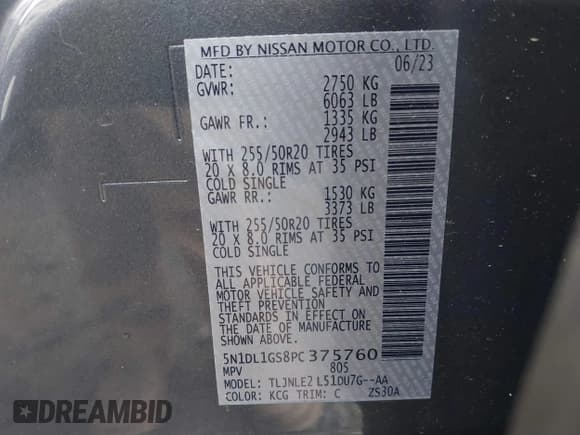 MFD BY NISSAN MOTOR CO., LTD.
DATE: 06/23
GVWR: 2750 KG
6063 LB
GAWR FR.: 1335 KG
2943 LB
WITH 255/50R20 TIRES
20 X 8.0 RIMS AT 35 PSI
COLD SINGLE
GAWR RR.: 1530 KG
3373 LB
WITH 255/50R20 TIRES
20 X 8.0 RIMS AT 35 PSI
COLD SINGLE
THIS VEHICLE CONFORMS TO
ALL APPLICABLE FEDERAL
MOTOR VEHICLE SAFETY AND
THEFT PREVENTION
STANDARDS IN EFFECT ON
THE DATE OF MANUFACTURE
SHOWN ABOVE.
5N1DL1GS8PC375760
MPV 805
MODEL: TLJNLE2 L51DU7G--AA
COLOR: KCG TRIM: C ZS30A
DREAMBID
DREAMBID.COM